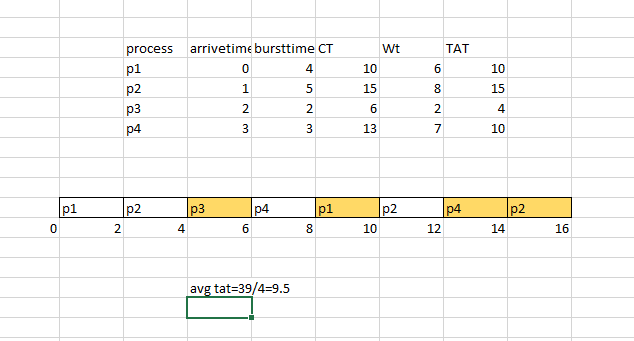 process arrivetime bursttime CT Wt TAT
p1 0 4 10 6 10
p2 1 5 15 8 15
p3 2 2 6 2 4
p4 3 3 13 7 10
p1 p2 p3 p4 p1 p2 p4 p2
0 2 4 6 8 10 12 14 16
avg tat=39/4=9.5